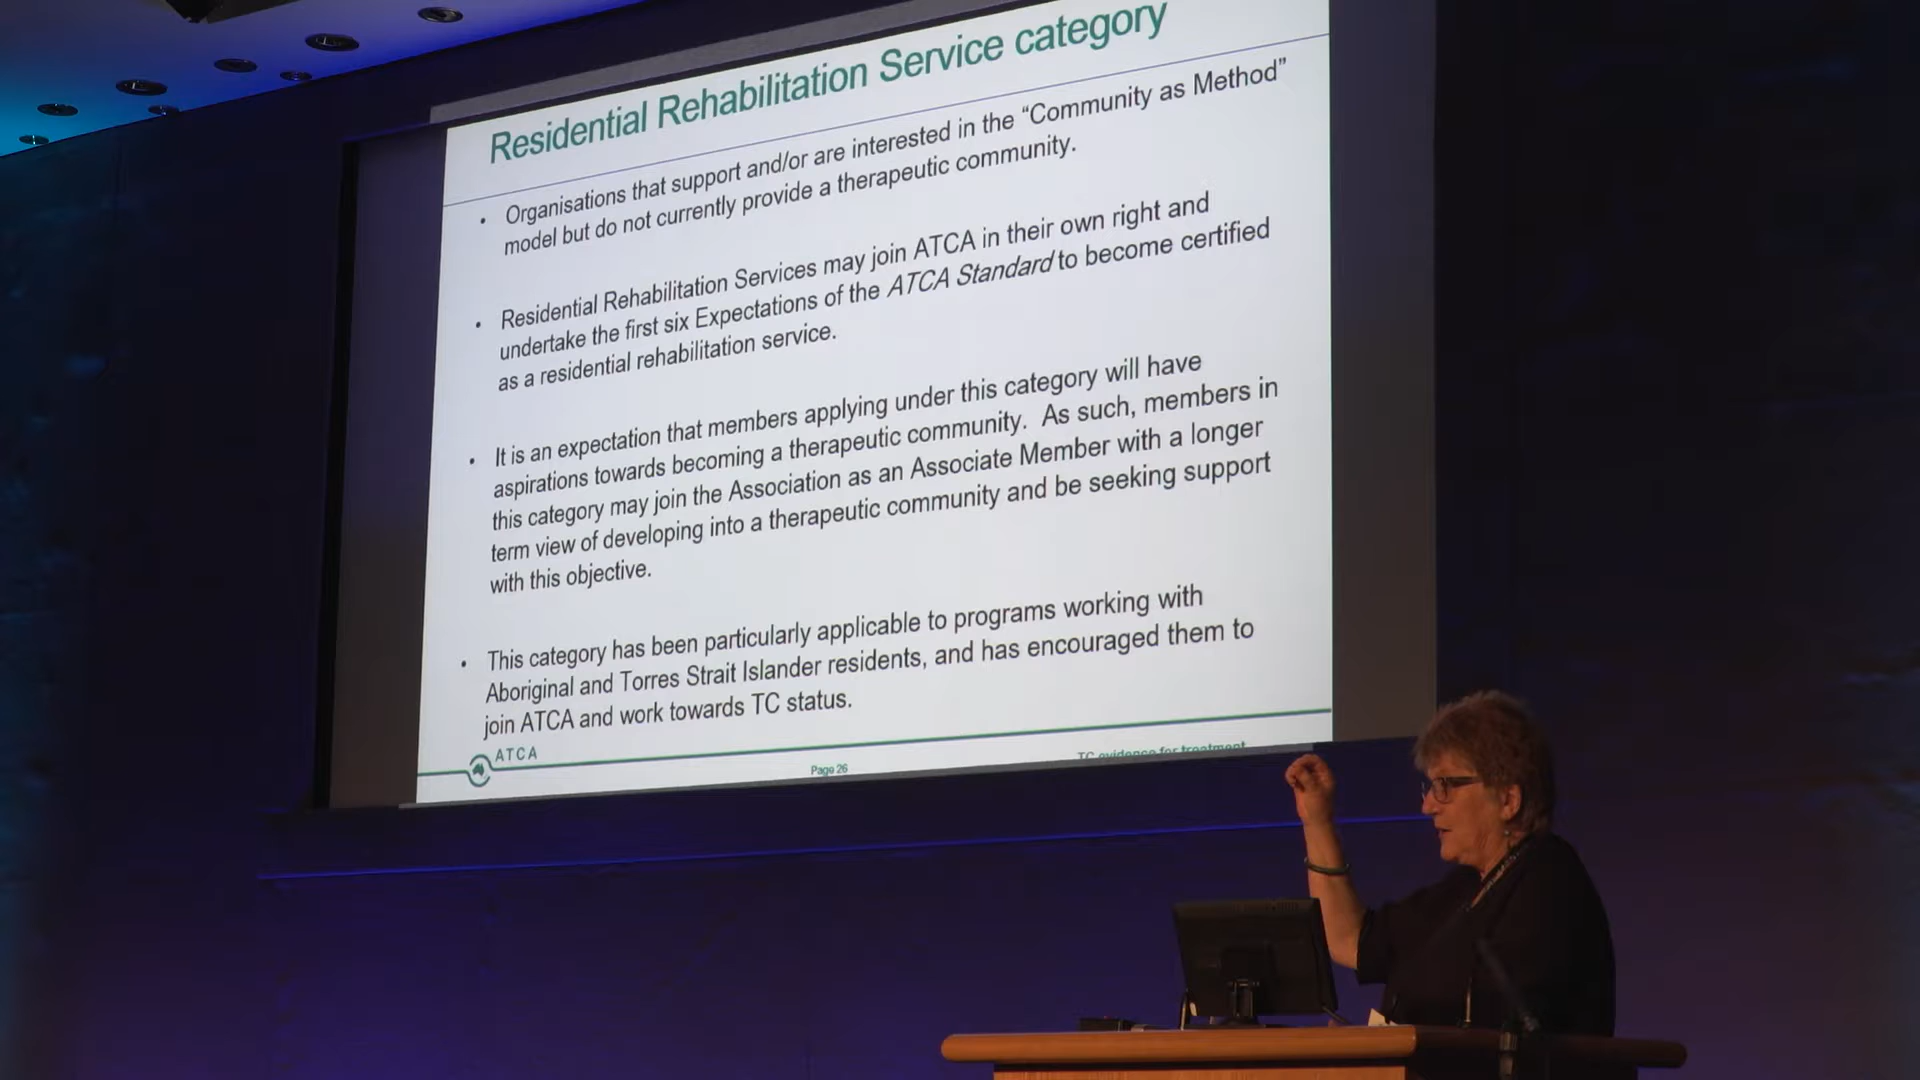 Residential Rehabilitation Service category
• Organisations that support and/or are interested in the “Community as Method”
model but do not currently provide a therapeutic community.
• Residential Rehabilitation Services may join ATCA in their own right and
undertake the first six Expectations of the ATCA Standard to become certified
as a residential rehabilitation service.
• It is an expectation that members applying under this category will have
aspirations towards becoming a therapeutic community. As such, members in
this category may join the Association as an Associate Member with a longer
term view of developing into a therapeutic community and be seeking support
with this objective.
• This category has been particularly applicable to programs working with
Aboriginal and Torres Strait Islander residents, and has encouraged them to
join ATCA and work towards TC status.
ATCA
Page 26
TC evidence for treatment